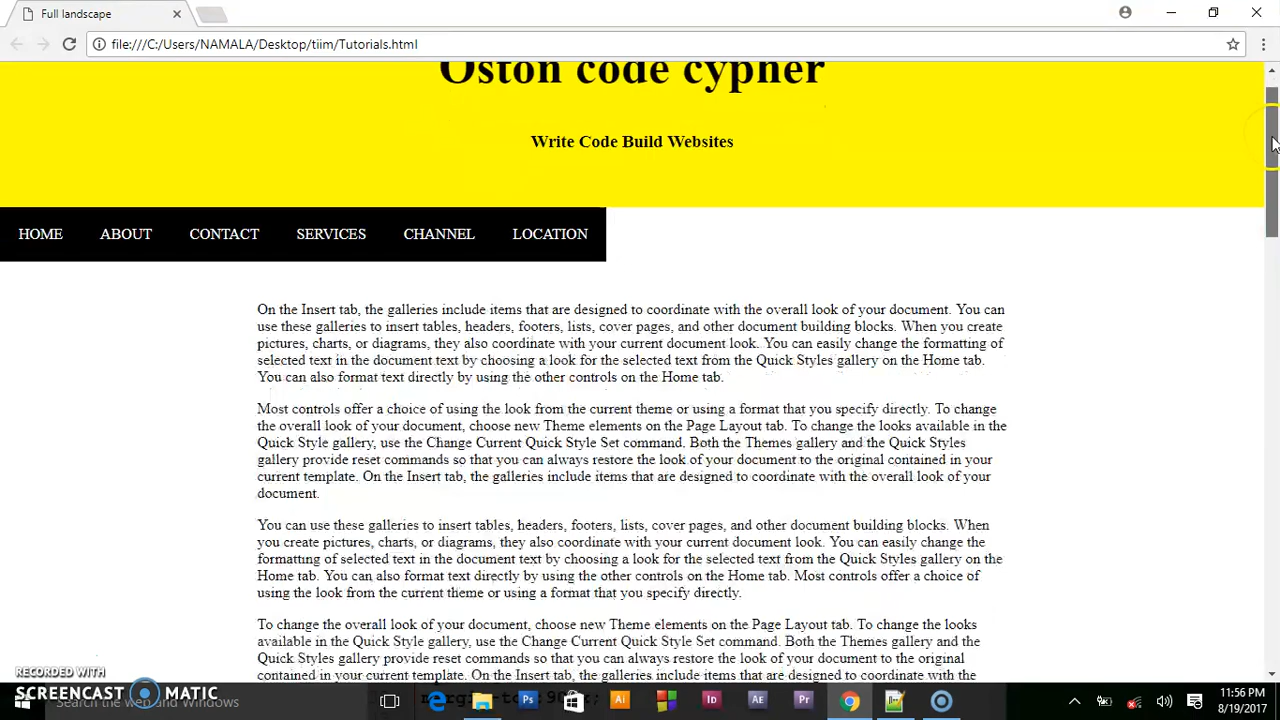 Full landscape
file:///C:/Users/NAMALA/Desktop/tiim/Tutorials.html
Oston code cypher
Write Code Build Websites
HOME ABOUT CONTACT SERVICES CHANNEL LOCATION
On the Insert tab, the galleries include items that are designed to coordinate with the overall look of your document. You can
use these galleries to insert tables, headers, footers, lists, cover pages, and other document building blocks. When you create
pictures, charts, or diagrams, they also coordinate with your current document look. You can easily change the formatting of
selected text in the document text by choosing a look for the selected text from the Quick Styles gallery on the Home tab.
You can also format text directly by using the other controls on the Home tab.
Most controls offer a choice of using the look from the current theme or using a format that you specify directly. To change
the overall look of your document, choose new Theme elements on the Page Layout tab. To change the looks available in the
Quick Style gallery, use the Change Current Quick Style Set command. Both the Themes gallery and the Quick Styles
gallery provide reset commands so that you can always restore the look of your document to the original contained in your
current template. On the Insert tab, the galleries include items that are designed to coordinate with the overall look of your
document.
You can use these galleries to insert tables, headers, footers, lists, cover pages, and other document building blocks. When
you create pictures, charts, or diagrams, they also coordinate with your current document look. You can easily change the
formatting of selected text in the document text by choosing a look for the selected text from the Quick Styles gallery on the
Home tab. You can also format text directly by using the other controls on the Home tab. Most controls offer a choice of
using the look from the current theme or using a format that you specify directly.
To change the overall look of your document, choose new Theme elements on the Page Layout tab. To change the looks
available in the Quick Style gallery, use the Change Current Quick Style Set command. Both the Themes gallery and the
Quick Styles gallery provide reset commands so that you can always restore the look of your document to the original
contained in your current template. On the Insert tab, the galleries include items that are designed to coordinate with the
RECORDED WITH
SCREENCAST MATIC
Search the web and Windows
Ps Ai Id AE Pr
11:56 PM
8/19/2017